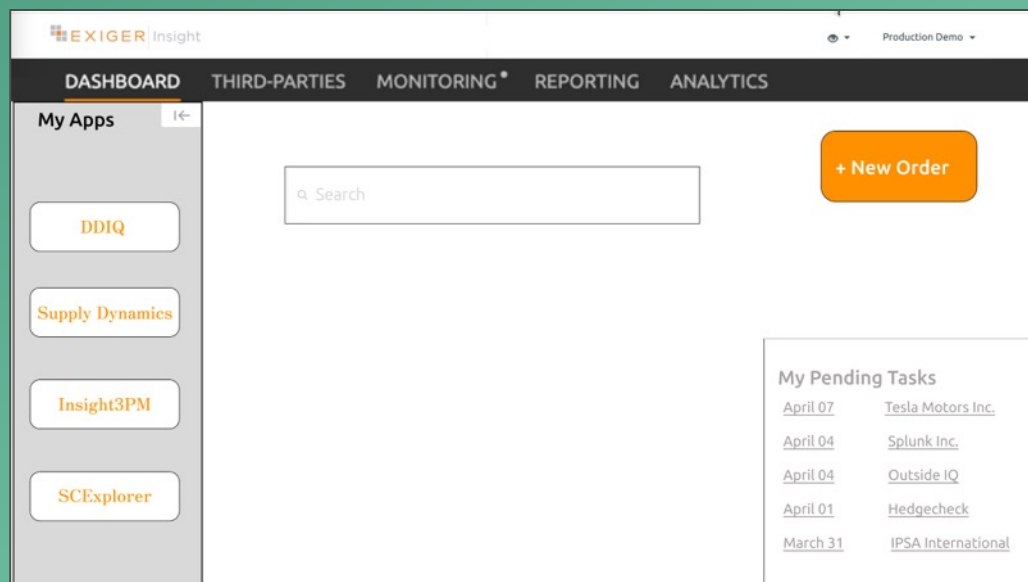 EXIGER Insight
Production Demo
DASHBOARD THIRD-PARTIES MONITORING REPORTING ANALYTICS
My Apps
+ New Order
Search
DDIQ
Supply Dynamics
Insight3PM
SCExplorer
My Pending Tasks
April 07 Tesla Motors Inc.
April 04 Splunk Inc.
April 04 Outside IQ
April 01 Hedgecheck
March 31 IPSA International